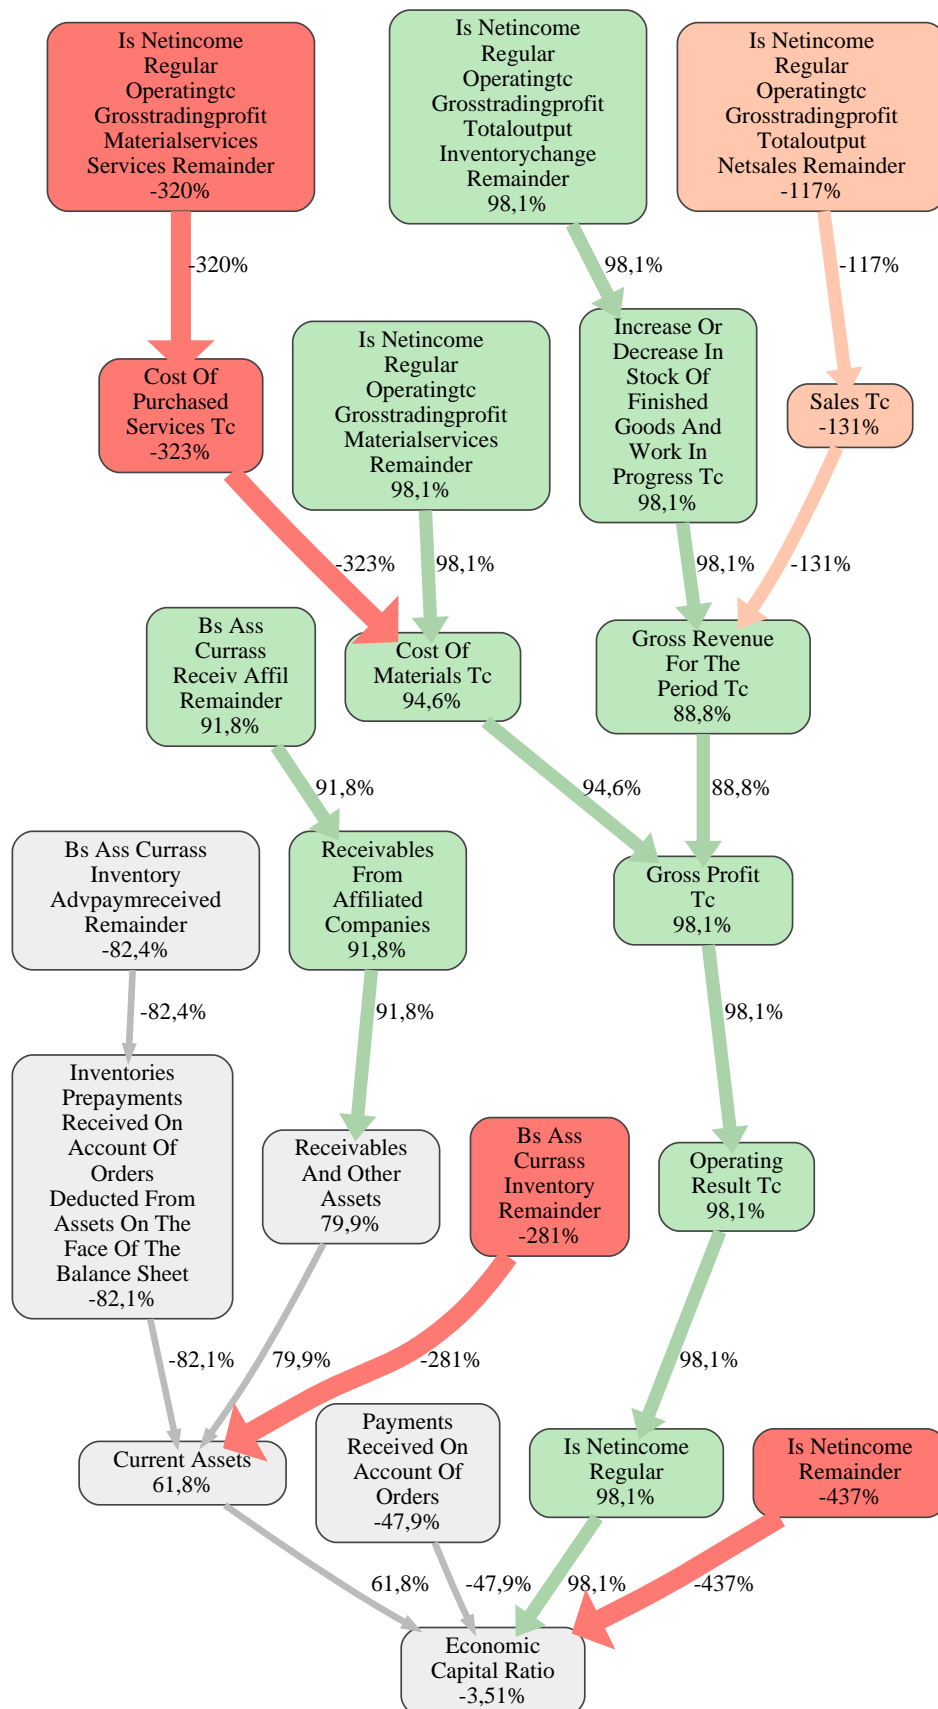 Is Netincome
Regular
Operatingtc
Grosstradingprofit
Materialservices
Services Remainder
-320%
Is Netincome
Regular
Operatingtc
Grosstradingprofit
Totaloutput
Inventorychange
Remainder
98,1%
Is Netincome
Regular
Operatingtc
Grosstradingprofit
Totaloutput
Netsales Remainder
-117%
-320%
98,1%
-117%
Cost Of
Purchased
Services Tc
-323%
Is Netincome
Regular
Operatingtc
Grosstradingprofit
Materialservices
Remainder
98,1%
Increase Or
Decrease In
Stock Of
Finished
Goods And
Work In
Progress Tc
98,1%
Sales Tc
-131%
-323%
98,1%
98,1%
-131%
Bs Ass
Currass
Receiv Affil
Remainder
91,8%
Cost Of
Materials Tc
94,6%
Gross Revenue
For The
Period Tc
88,8%
91,8%
94,6%
88,8%
Bs Ass Currass
Inventory
Advpaymreceived
Remainder
-82,4%
Receivables
From
Affiliated
Companies
91,8%
Gross Profit
Tc
98,1%
-82,4%
91,8%
98,1%
Inventories
Prepayments
Received On
Account Of
Orders
Deducted From
Assets On The
Face Of The
Balance Sheet
-82,1%
Receivables
And Other
Assets
79,9%
Bs Ass
Currass
Inventory
Remainder
-281%
Operating
Result Tc
98,1%
-82,1%
79,9%
-281%
98,1%
Current Assets
61,8%
Payments
Received On
Account Of
Orders
-47,9%
Is Netincome
Regular
98,1%
Is Netincome
Remainder
-437%
61,8%
-47,9%
98,1%
-437%
Economic
Capital Ratio
-3,51%